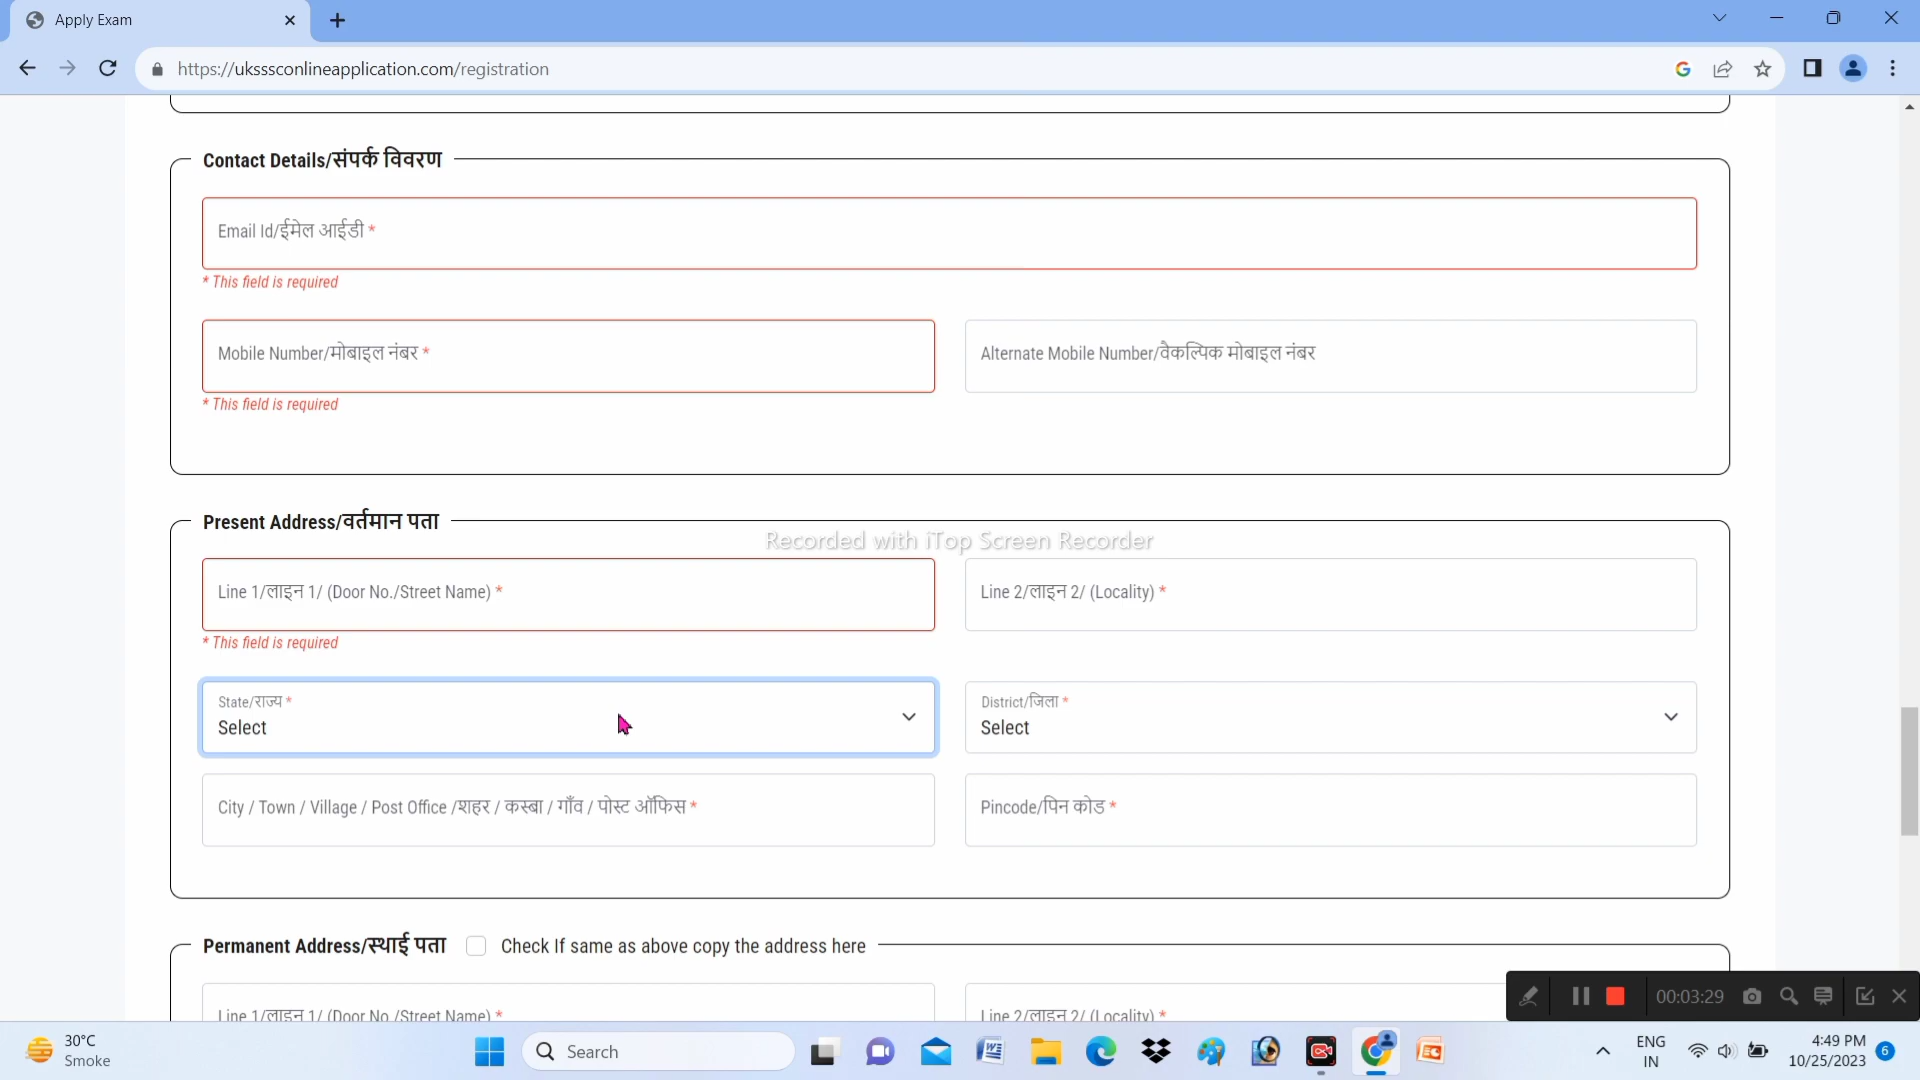 Apply Exam
https://uksssconlineapplication.com/registration
Contact Details/संपर्क विवरण
Email Id/ईमेल आईडी *
* This field is required
Mobile Number/मोबाइल नंबर *
Alternate Mobile Number/वैकल्पिक मोबाइल नंबर
* This field is required
Present Address/वर्तमान पता
Recorded with iTop Screen Recorder
Line 1/लाइन 1/ (Door No./Street Name) *
Line 2/लाइन 2/ (Locality) *
* This field is required
State/राज्य *
Select
District/जिला *
Select
City / Town / Village / Post Office /शहर / कस्बा / गाँव / पोस्ट ऑफिस *
Pincode/पिन कोड *
Permanent Address/स्थाई पता
Check If same as above copy the address here
Line 1/लाइन 1/ (Door No./Street Name) *
Line 2/लाइन 2/ (Locality) *
00:03:29
30°C
Smoke
Search
ENG
IN
4:49 PM
10/25/2023
6